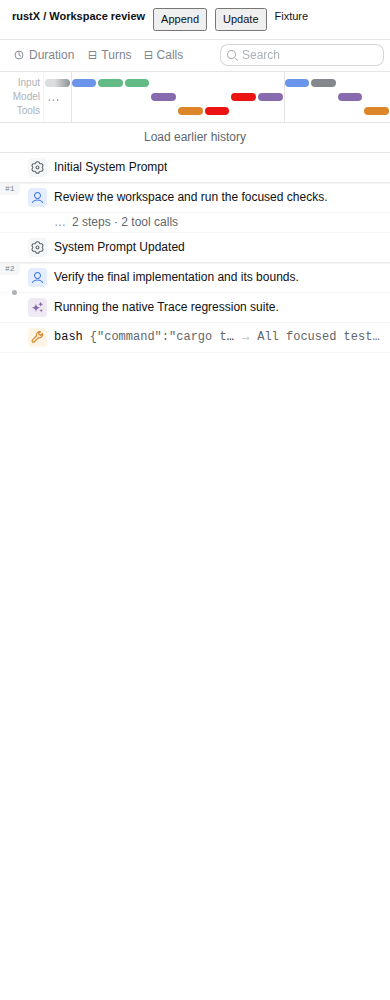 rustX / Workspace review Append Update Fixture
Duration Turns Calls Search
Input
Model ...
Tools
Load earlier history
Initial System Prompt
#1
Review the workspace and run the focused checks.
... 2 steps · 2 tool calls
System Prompt Updated
#2
Verify the final implementation and its bounds.
Running the native Trace regression suite.
bash {"command":"cargo t… → All focused test…